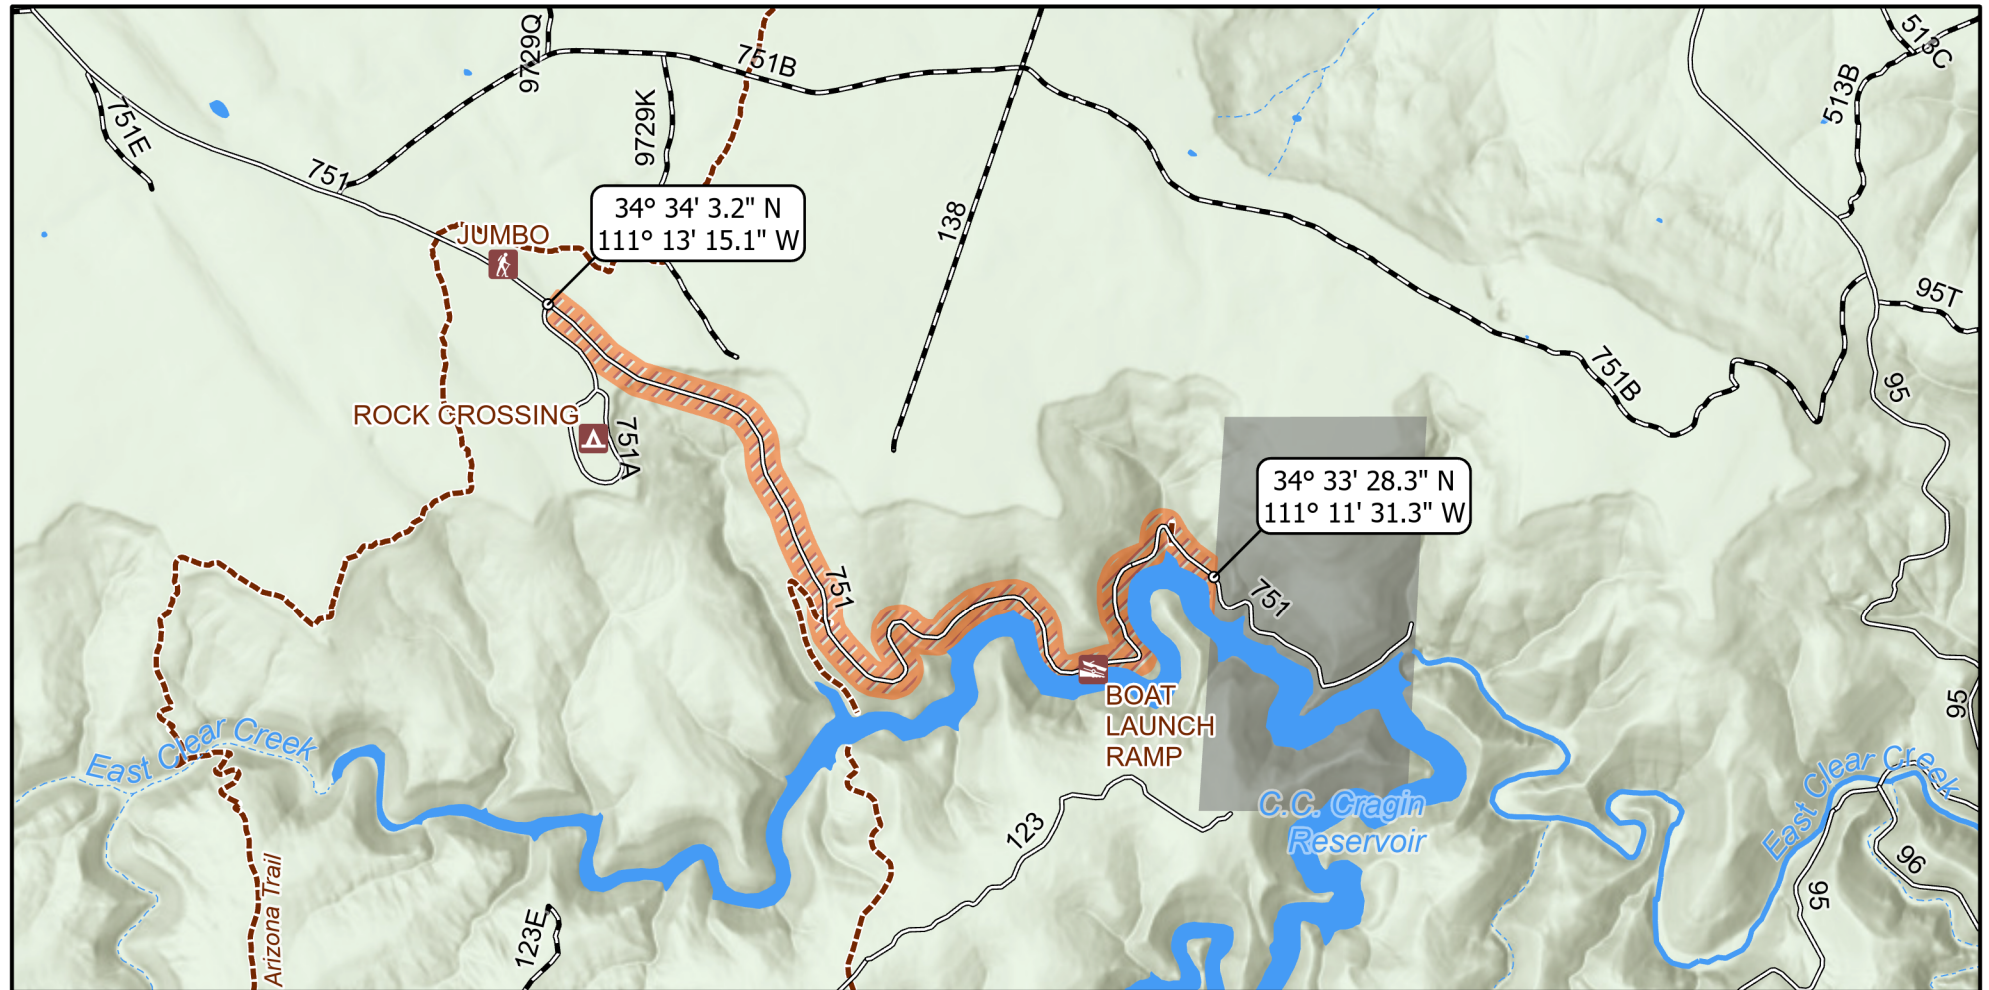 9729Q
751B
513C
513B
751E
9729K
751
34° 34' 3.2" N
111° 13' 15.1" W
138
JUMBO
95T
751B
95
ROCK CROSSING
751A
34° 33' 28.3" N
111° 11' 31.3" W
751
751
BOAT
LAUNCH
RAMP
95
East Clear Creek
East Clear Creek
C.C. Cragin
Reservoir
123
96
95
Arizona Trail
123E